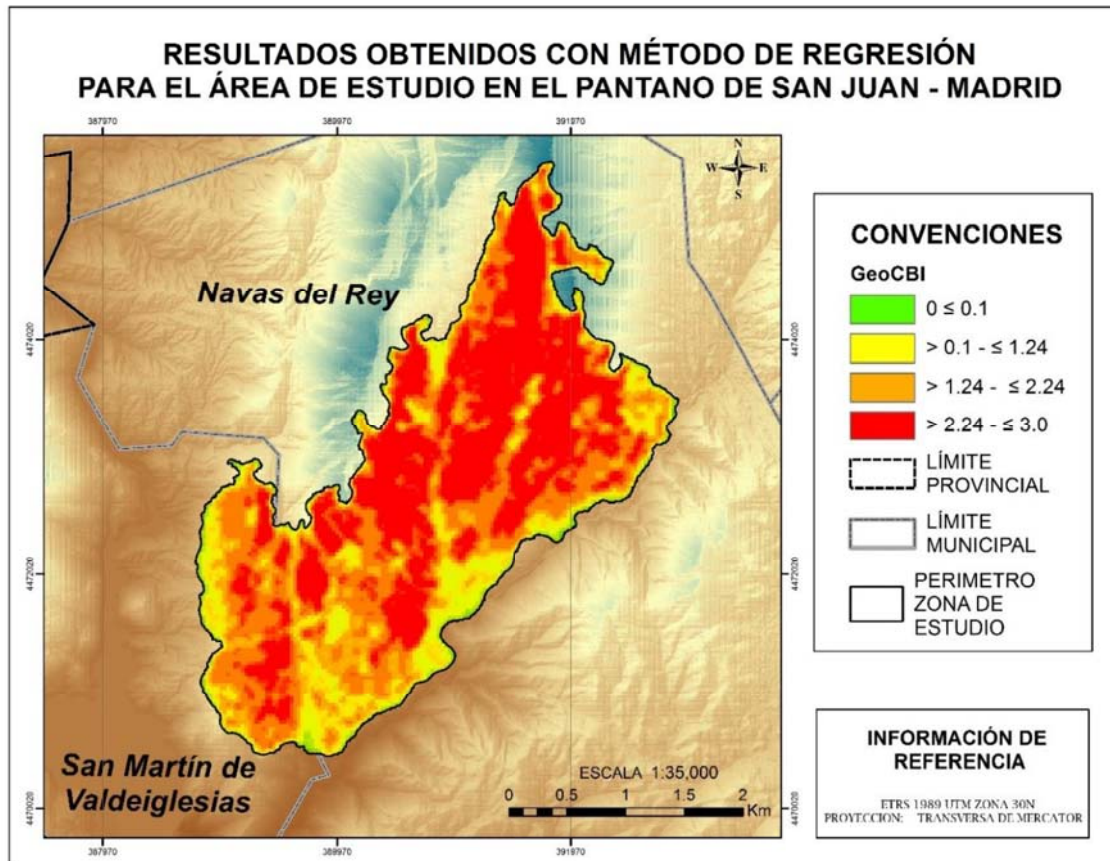 RESULTADOS OBTENIDOS CON MÉTODO DE REGRESIÓN
PARA EL ÁREA DE ESTUDIO EN EL PANTANO DE SAN JUAN - MADRID
387970
389970
391970
N
W
E
S
Navas del Rey
4474020
4474020
4472020
4472020
San Martín de
Valdeiglesias
ESCALA 1:35,000
0 0.5 1 1.5 2
Km
4470020
4470020
387970
389970
391970
CONVENCIONES
GeoCBI
0 ≤ 0.1
> 0.1 - ≤ 1.24
> 1.24 - ≤ 2.24
> 2.24 - ≤ 3.0
LÍMITE
PROVINCIAL
LÍMITE
MUNICIPAL
PERIMETRO
ZONA DE
ESTUDIO
INFORMACIÓN DE
REFERENCIA
ETRS 1989 UTM ZONA 30N
PROYECCION: TRANSVERSA DE MERCATOR